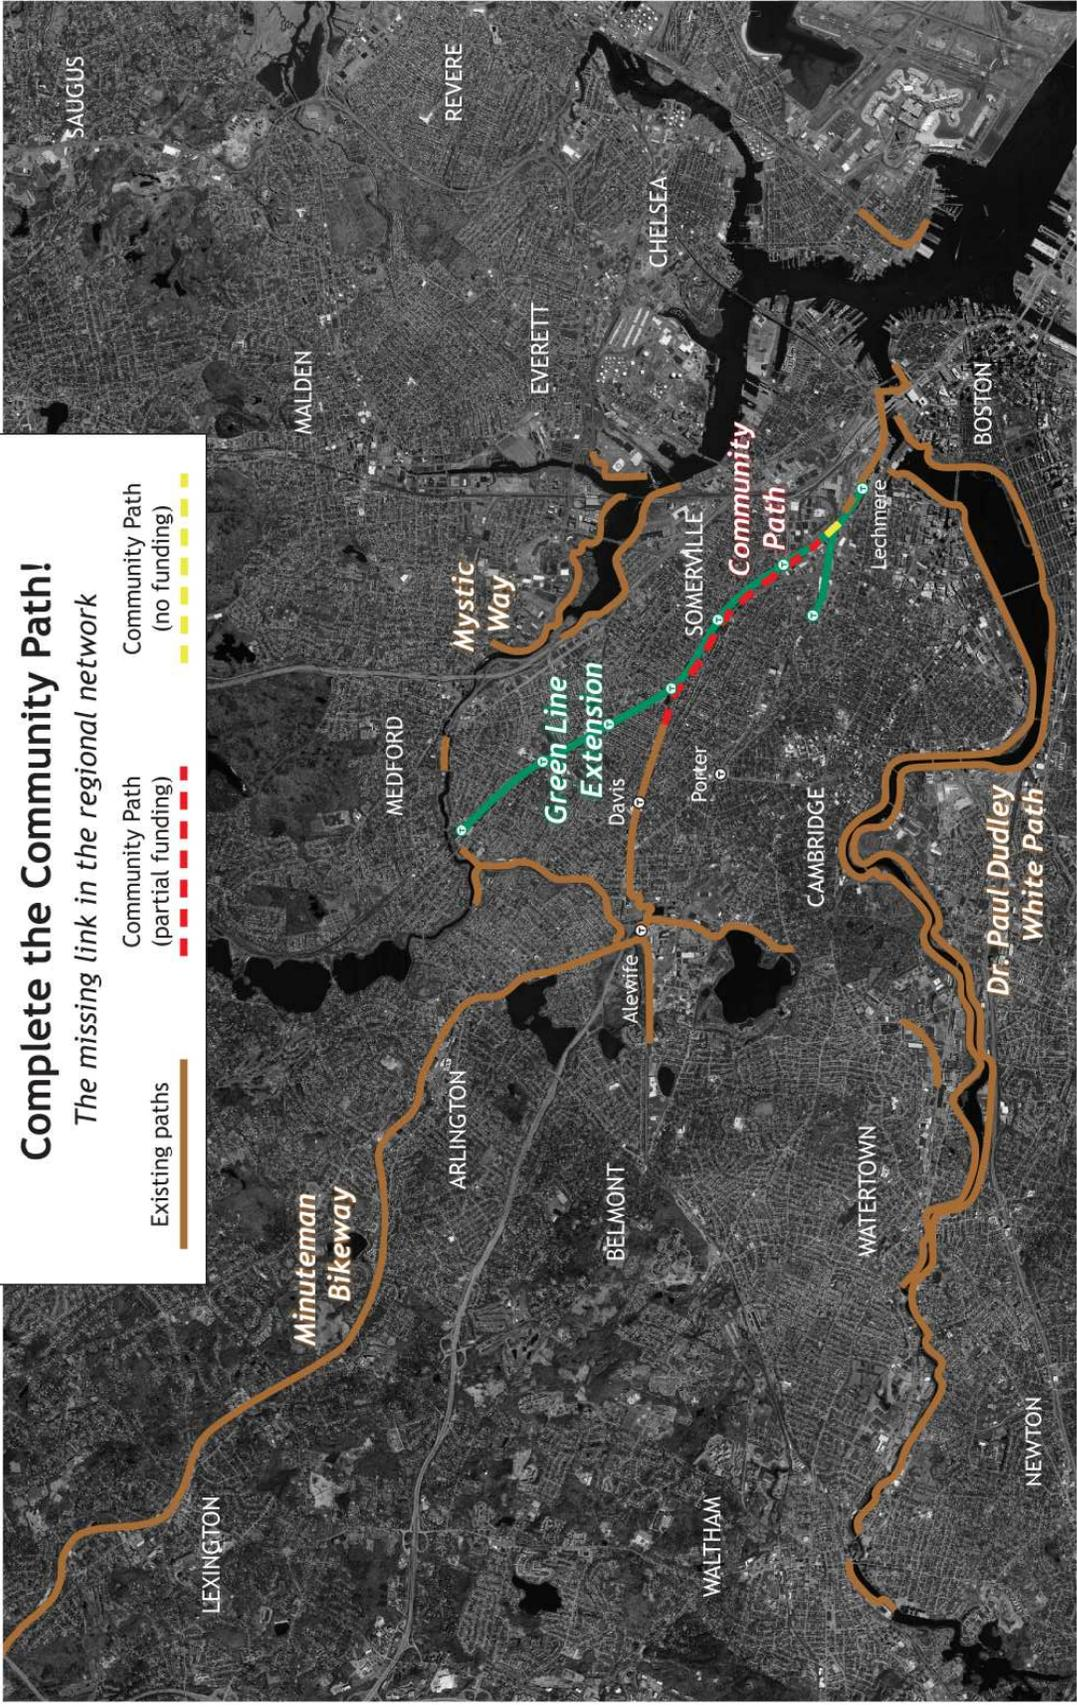 Complete the Community Path!
The missing link in the regional network
Existing paths
Community Path
(partial funding)
Community Path
(no funding)
SAUGUS
REVERE
MALDEN
EVERETT
CHELSEA
Minuteman
Bikeway
LEXINGTON
MEDFORD
Mystic
Way
ARLINGTON
Green Line
Extension
SOMERVILLE
Community
Path
Alewife
Davis
Porter
BELMONT
WALTHAM
CAMBRIDGE
Lechmere
WATERTOWN
BOSTON
Dr. Paul Dudley
White Path
NEWTON
T
T
T
T
T
T
T
T
T
T
T